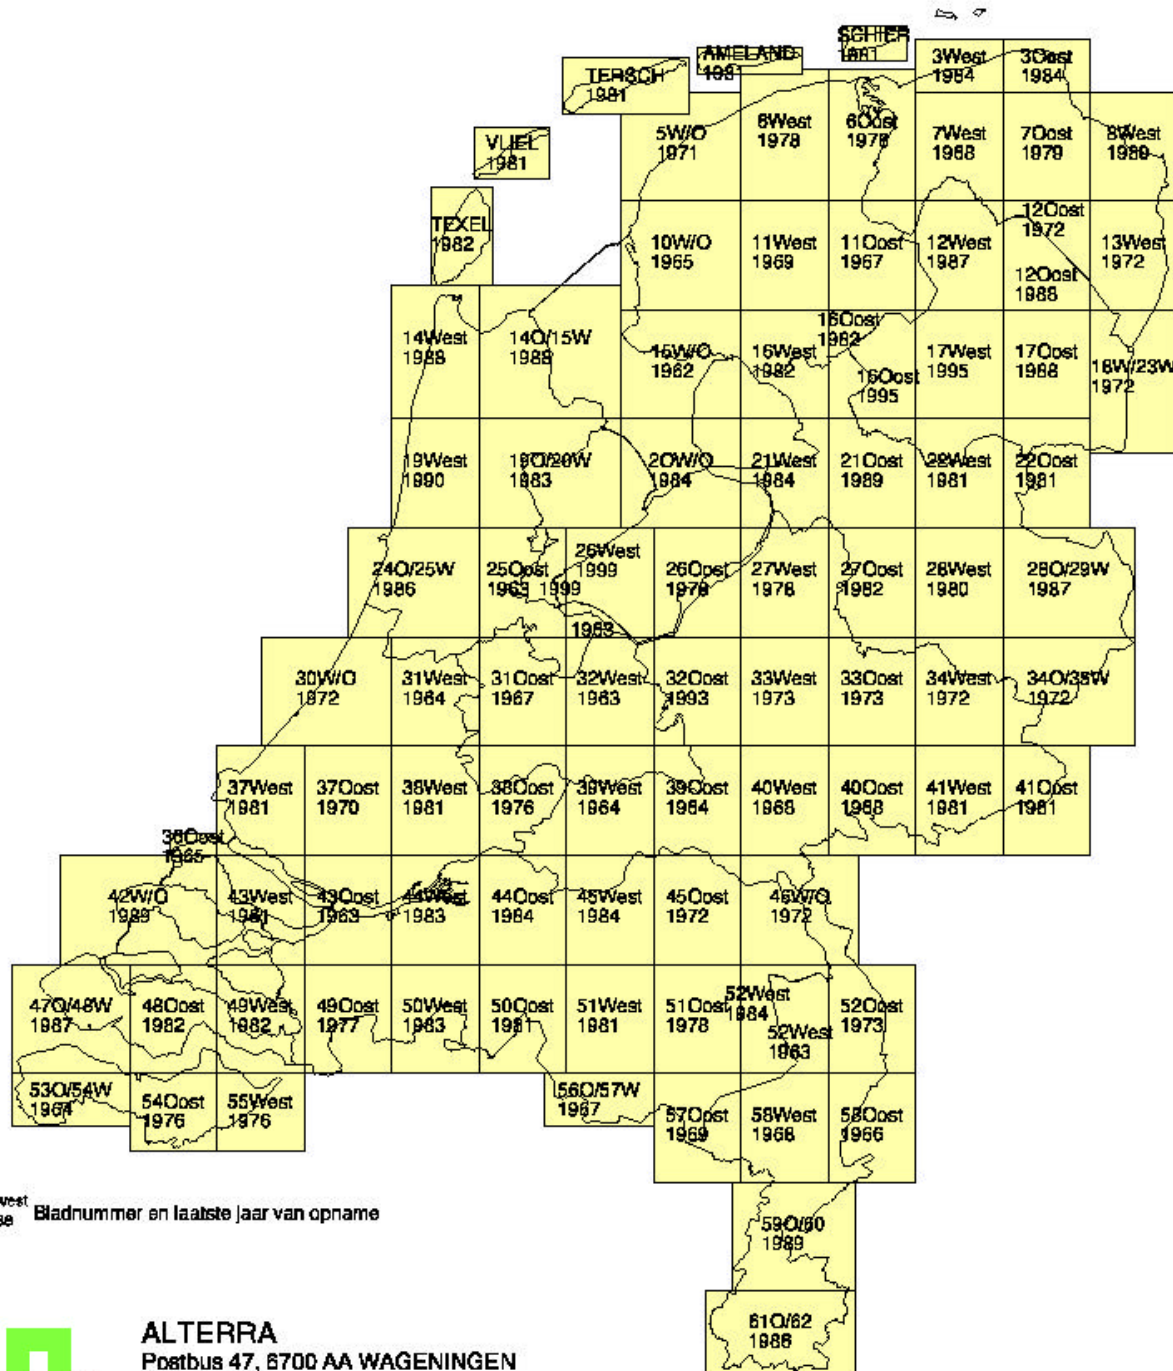 SCHIER
1981
AMELAND
198
TERSCH
1981
3West
1984
3Oost
1984
VLIEL
1981
5W/O
1971
6West
1978
6Oost
1978
7West
1988
7Oost
1979
8West
1980
TEXEL
1982
10W/O
1965
11West
1969
11Oost
1967
12West
1987
12Oost
1972
12Oost
1988
13West
1972
14West
1988
14O/15W
1988
15W/O
1962
16West
1982
16Oost
1982
16Oost
1995
17West
1995
17Oost
1988
18W/23W
1972
19West
1990
19O/20W
1983
20W/O
1984
21West
1984
21Oost
1989
22West
1981
22Oost
1981
24O/25W
1986
25Oost
1963 1999
26West
1999
1963
26Oost
1979
27West
1978
27Oost
1982
28West
1980
28O/29W
1987
30W/O
1972
31West
1964
31Oost
1967
32West
1963
32Oost
1993
33West
1973
33Oost
1973
34West
1972
34O/35W
1972
37West
1981
37Oost
1970
38West
1981
38Oost
1976
39West
1964
39Oost
1964
40West
1968
40Oost
1968
41West
1981
41Oost
1981
36Oost
1965
42W/O
1989
43West
1981
43Oost
1963
44West
1983
44Oost
1984
45West
1984
45Oost
1972
46W/O
1972
47O/48W
1987
48Oost
1982
49West
1982
49Oost
1977
50West
1983
50Oost
1981
51West
1981
51Oost
1978
52West
1984
52West
1963
52Oost
1973
53O/54W
1964
54Oost
1976
55West
1976
56O/57W
1967
57Oost
1969
58West
1968
58Oost
1966
59O/60
1989
61O/62
1986
west
Bladnummer en laatste jaar van opname
ALTERRA
Postbus 47, 6700 AA WAGENINGEN